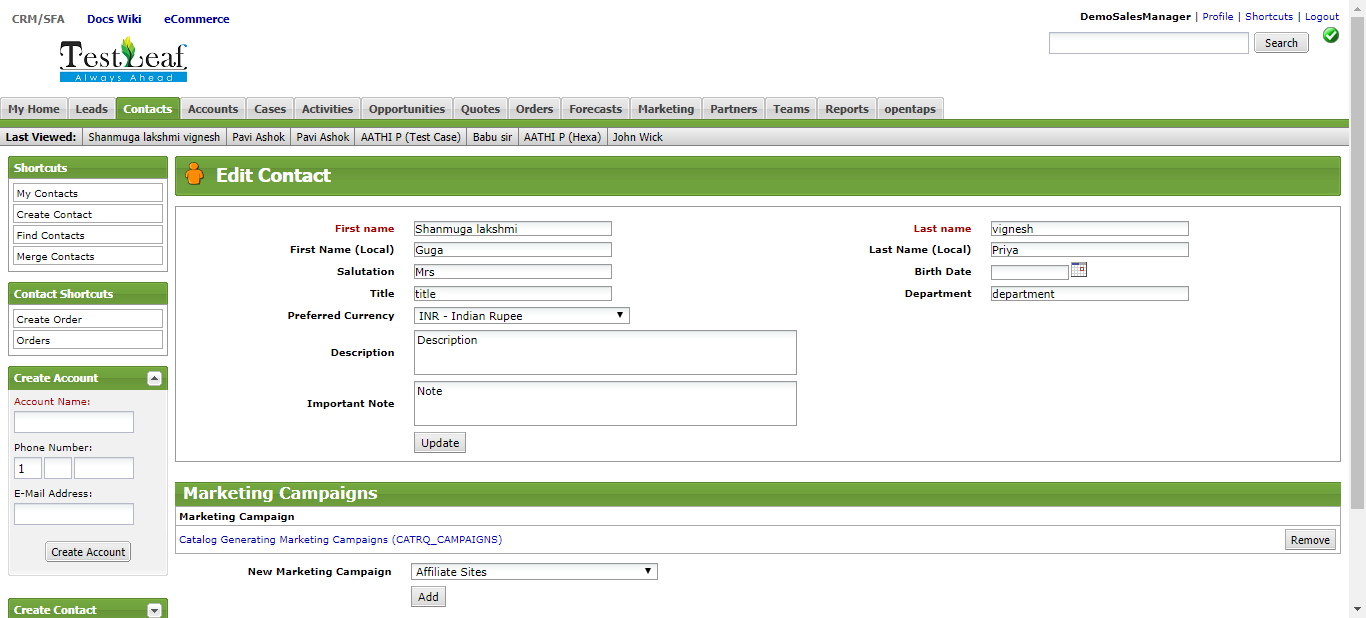 CRM/SFA Docs Wiki eCommerce
DemoSalesManager | Profile | Shortcuts | Logout
Search
TestLeaf
Always Ahead
My Home Leads Contacts Accounts Cases Activities Opportunities Quotes Orders Forecasts Marketing Partners Teams Reports opentaps
Last Viewed: Shanmuga lakshmi vignesh Pavi Ashok Pavi Ashok AATHI P (Test Case) Babu sir AATHI P (Hexa) John Wick
Shortcuts
My Contacts
Create Contact
Find Contacts
Merge Contacts
Contact Shortcuts
Create Order
Orders
Create Account
Account Name:
Phone Number:
1
E-Mail Address:
Create Account
Create Contact
Edit Contact
First name Shanmuga lakshmi Last name vignesh
First Name (Local) Guga Last Name (Local) Priya
Salutation Mrs Birth Date
Title title Department department
Preferred Currency INR - Indian Rupee
Description Description
Important Note Note
Update
Marketing Campaigns
Marketing Campaign
Catalog Generating Marketing Campaigns (CATRQ_CAMPAIGNS) Remove
New Marketing Campaign Affiliate Sites
Add